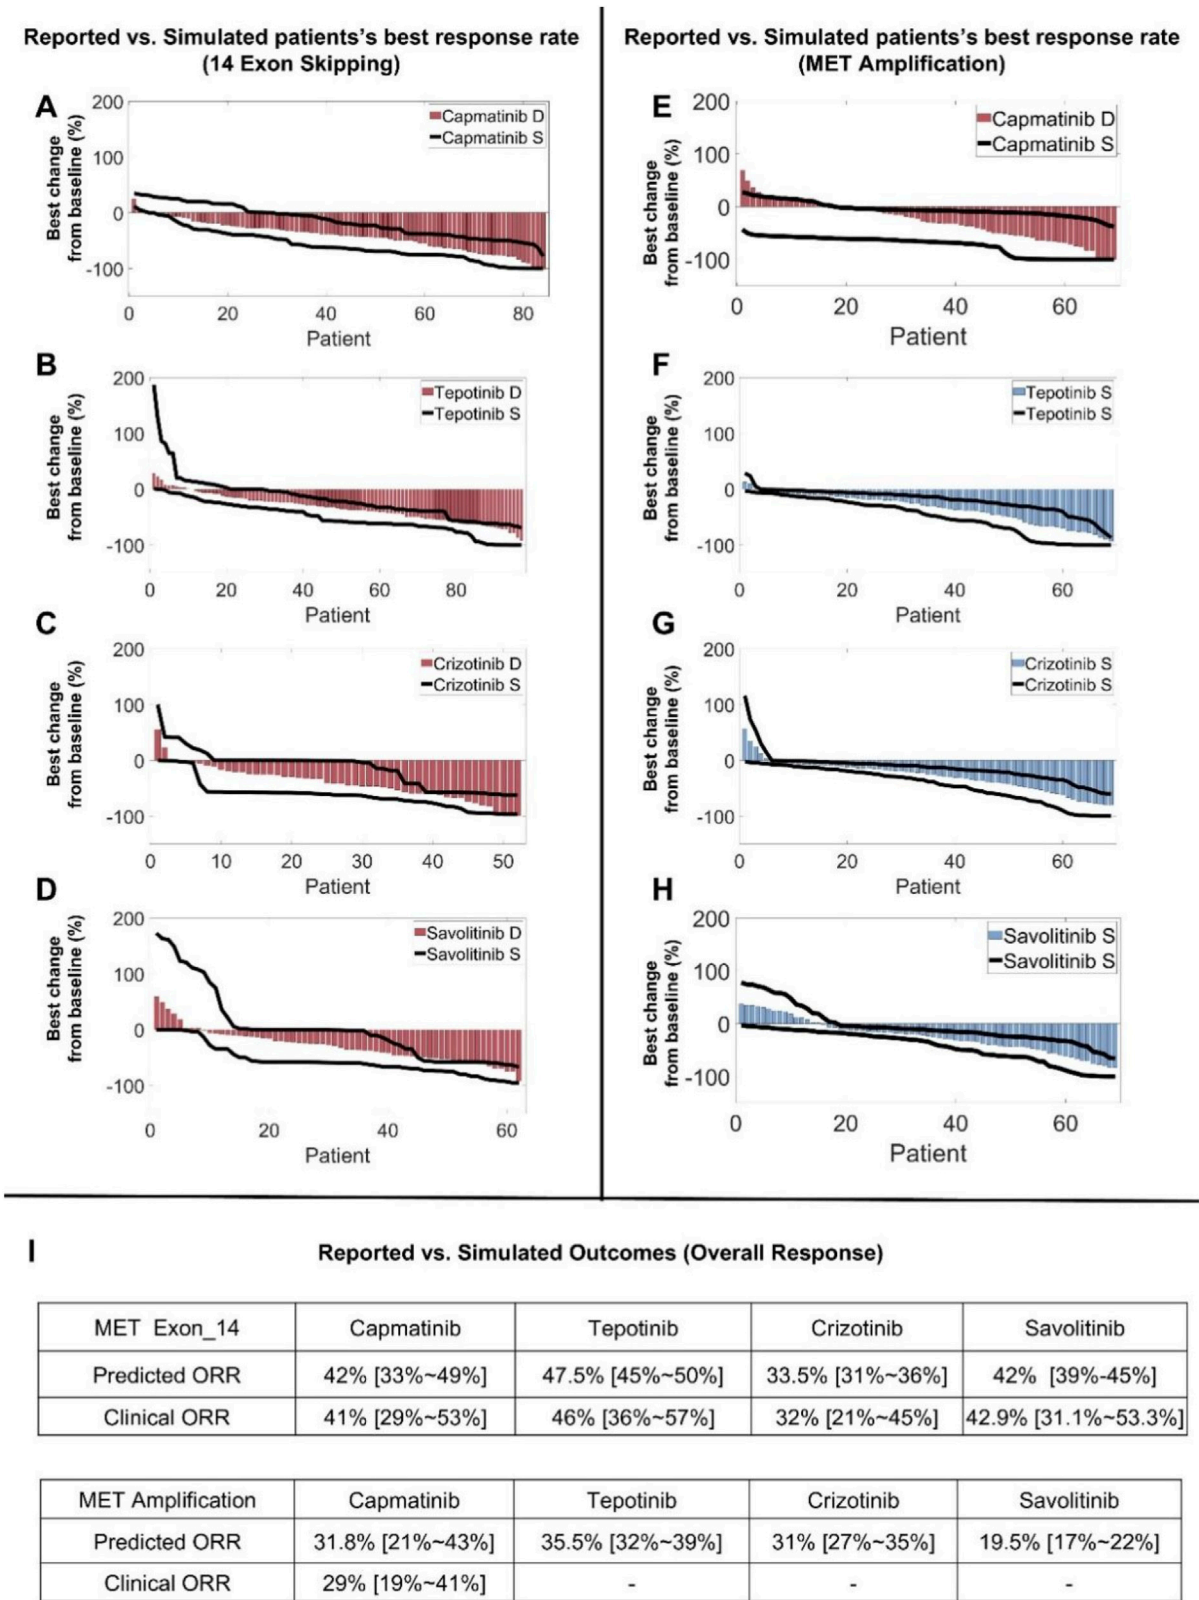 Reported vs. Simulated patients's best response rate
(14 Exon Skipping)
A
200
100
0
-100
Best change
from baseline (%)
Capmatinib D
Capmatinib S
0 20 40 60 80
Patient
B
200
100
0
-100
Best change
from baseline (%)
Tepotinib D
Tepotinib S
0 20 40 60 80
Patient
C
200
100
0
-100
Best change
from baseline (%)
Crizotinib D
Crizotinib S
0 10 20 30 40 50
Patient
D
200
100
0
-100
Best change
from baseline (%)
Savolitinib D
Savolitinib S
0 20 40 60
Patient
Reported vs. Simulated patients's best response rate
(MET Amplification)
E
200
100
0
-100
Best change
from baseline (%)
Capmatinib D
Capmatinib S
0 20 40 60
Patient
F
200
100
0
-100
Best change
from baseline (%)
Tepotinib S
Tepotinib S
0 20 40 60
Patient
G
200
100
0
-100
Best change
from baseline (%)
Crizotinib S
Crizotinib S
0 20 40 60
Patient
H
200
100
0
-100
Best change
from baseline (%)
Savolitinib S
Savolitinib S
0 20 40 60
Patient
I
Reported vs. Simulated Outcomes (Overall Response)
MET Exon_14 Capmatinib Tepotinib Crizotinib Savolitinib
Predicted ORR 42% [33%~49%] 47.5% [45%~50%] 33.5% [31%~36%] 42% [39%-45%]
Clinical ORR 41% [29%~53%] 46% [36%~57%] 32% [21%~45%] 42.9% [31.1%~53.3%]
MET Amplification Capmatinib Tepotinib Crizotinib Savolitinib
Predicted ORR 31.8% [21%~43%] 35.5% [32%~39%] 31% [27%~35%] 19.5% [17%~22%]
Clinical ORR 29% [19%~41%] - - -